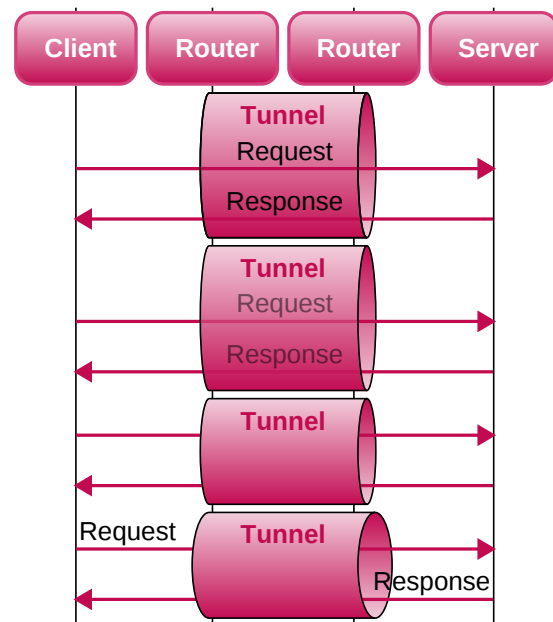 Client
Router
Router
Server
Tunnel
Request
Response
Tunnel
Request
Response
Tunnel
Tunnel
Request
Response